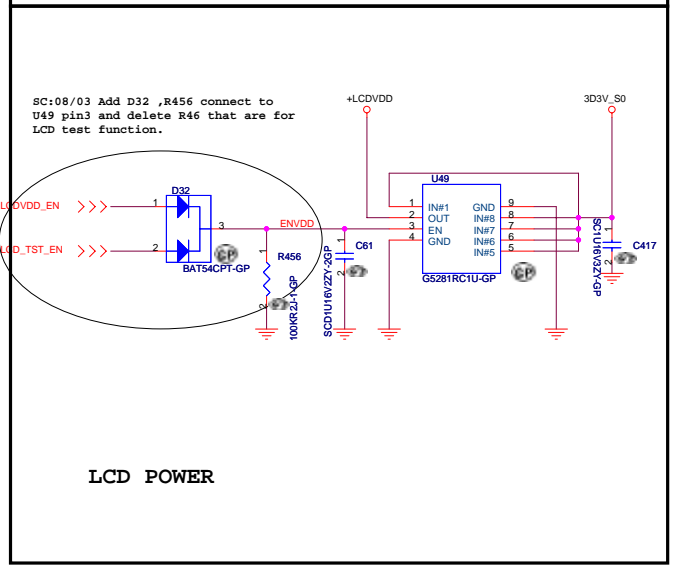 SC:08/03 Add D32 ,R456 connect to
U49 pin3 and delete R46 that are for
LCD test function.
+LCDVDD
3D3V_S0
U49
D32
LCDVDD_EN
1
3
ENVDD
LCD_TST_EN
2
BAT54CPT-GP
GP
1
R456
2
100KR2J-1-GP
1
C61
2
SCD1U16V2ZY-2GP
1 IN#1 GND 9
2 OUT IN#8 8
3 EN IN#7 7
4 GND IN#6 6
IN#5 5
G5281RC1U-GP
GP
SC1U16V3ZY-GP
1
C417
2
LCD POWER